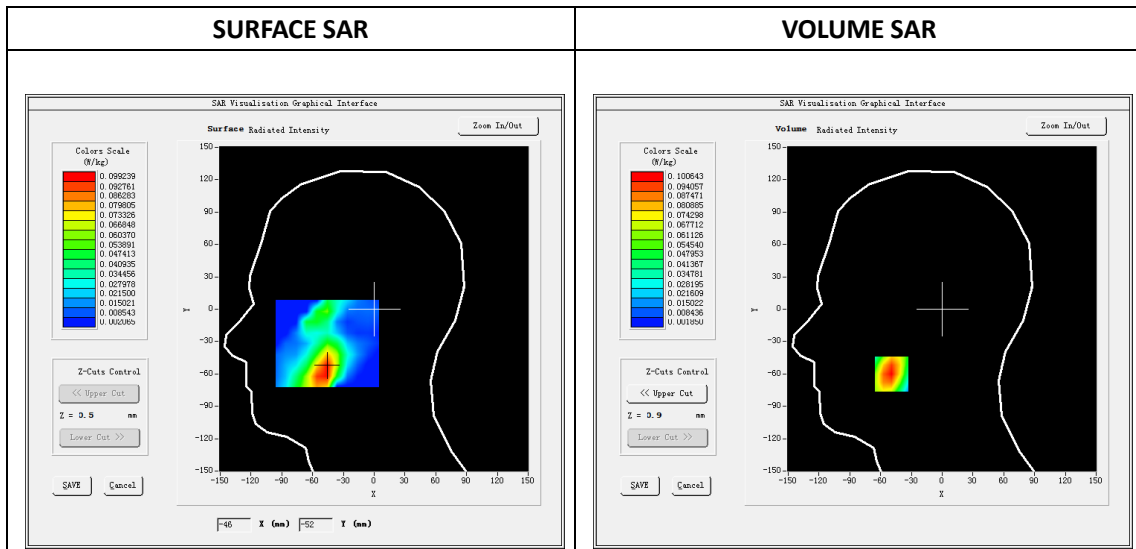 SURFACE SAR
VOLUME SAR
SAR Visualisation Graphical Interface
Surface Radiated Intensity
Zoom In/Out
Colors Scale
(W/kg)
0.099239
0.092761
0.086283
0.079805
0.073326
0.066848
0.060370
0.053891
0.047413
0.040935
0.034456
0.027978
0.021500
0.015021
0.008543
0.002065
Z-Cuts Control
<< Upper Cut
Z = 0.5 mm
Lower Cut >>
SAVE
Cancel
150
120
90
60
30
0
-30
-60
-90
-120
-150
Y
-150 -120 -90 -60 -30 0 30 60 90 120 150
X
-46 X (mm) -52 Y (mm)
SAR Visualisation Graphical Interface
Volume Radiated Intensity
Zoom In/Out
Colors Scale
(W/kg)
0.100643
0.094057
0.087471
0.080885
0.074298
0.067712
0.061126
0.054540
0.047953
0.041367
0.034781
0.028195
0.021609
0.015022
0.008436
0.001850
Z-Cuts Control
<< Upper Cut
Z = 0.9 mm
Lower Cut >>
SAVE
Cancel
150
120
90
60
30
0
-30
-60
-90
-120
-150
Y
-150 -120 -90 -60 -30 0 30 60 90 120 150
X